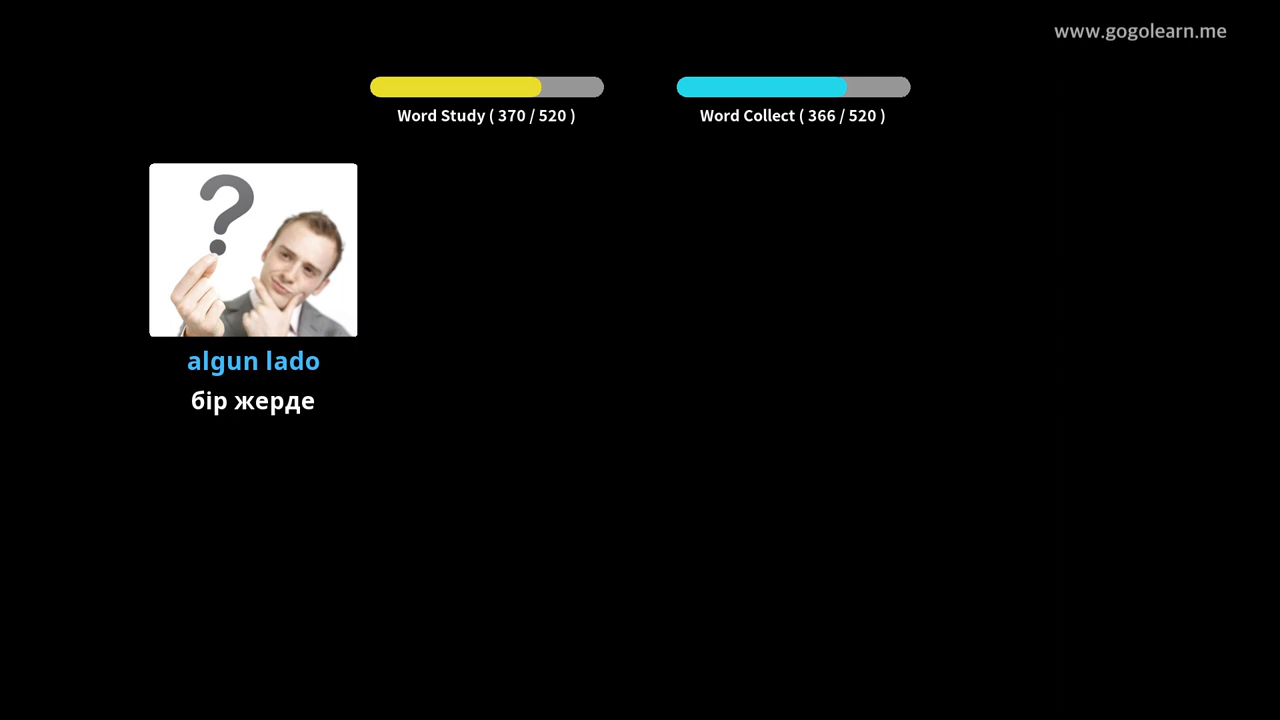 www.gogolearn.me
Word Study ( 370 / 520 )
Word Collect ( 366 / 520 )
?
algun lado
бір жерде